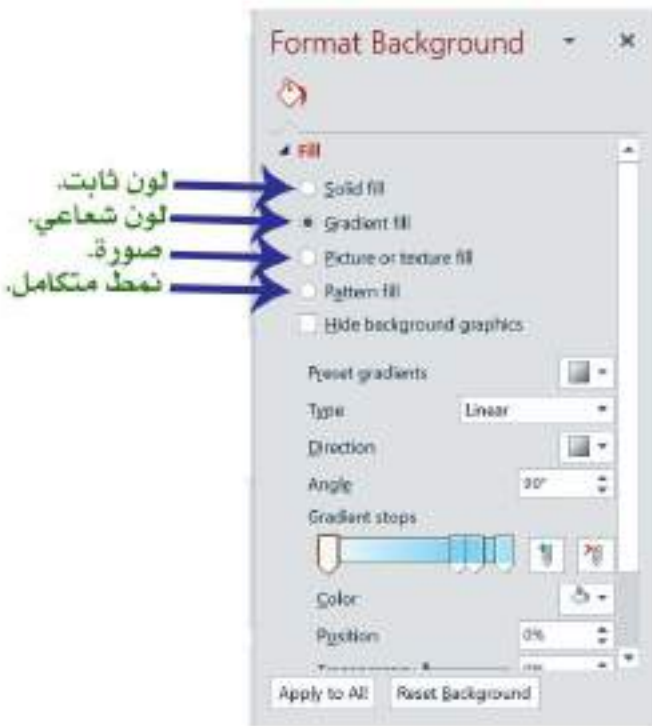 Format Background
Fill
لون ثابت.
Solid fill
لون شعاعي.
Gradient fill
صورة.
Picture or texture fill
نمط متكامل.
Pattern fill
Hide background graphics
Preset gradients
Type Linear
Direction
Angle 90°
Gradient stops
Color
Position 0%
Apply to All Reset Background